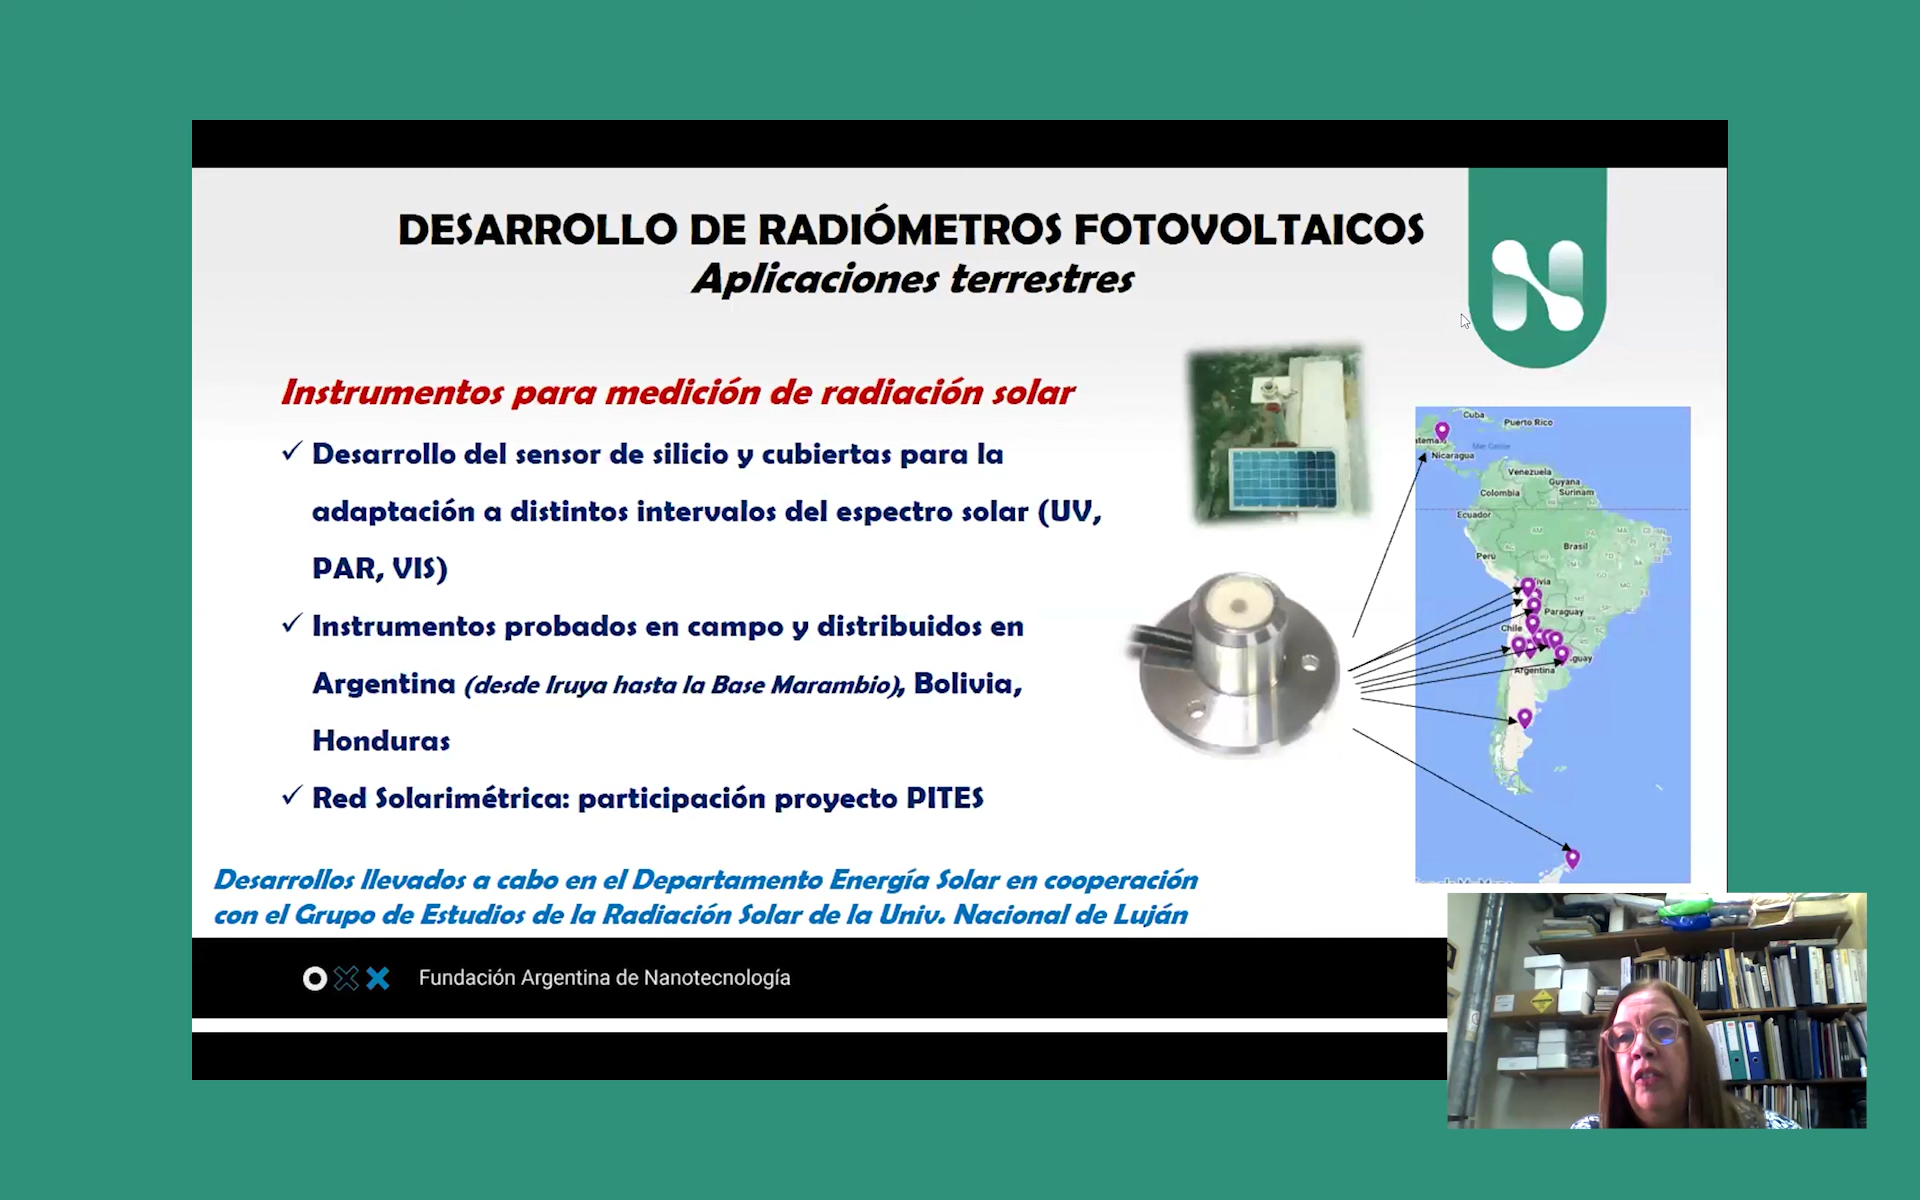 DESARROLLO DE RADIÓMETROS FOTOVOLTAICOS
Aplicaciones terrestres
Instrumentos para medición de radiación solar
✓ Desarrollo del sensor de silicio y cubiertas para la
adaptación a distintos intervalos del espectro solar (UV,
PAR, VIS)
✓ Instrumentos probados en campo y distribuidos en
Argentina (desde Iruya hasta la Base Marambio), Bolivia,
Honduras
✓ Red Solarimétrica: participación proyecto PITES
Desarrollos llevados a cabo en el Departamento Energía Solar en cooperación
con el Grupo de Estudios de la Radiación Solar de la Univ. Nacional de Luján
Cuba
Puerto Rico
Mar Caribe
Nicaragua
Venezuela
Guyana
Colombia
Surinam
Ecuador
Brasil
Perú
Paraguay
Chile
Argentina
Fundación Argentina de Nanotecnología